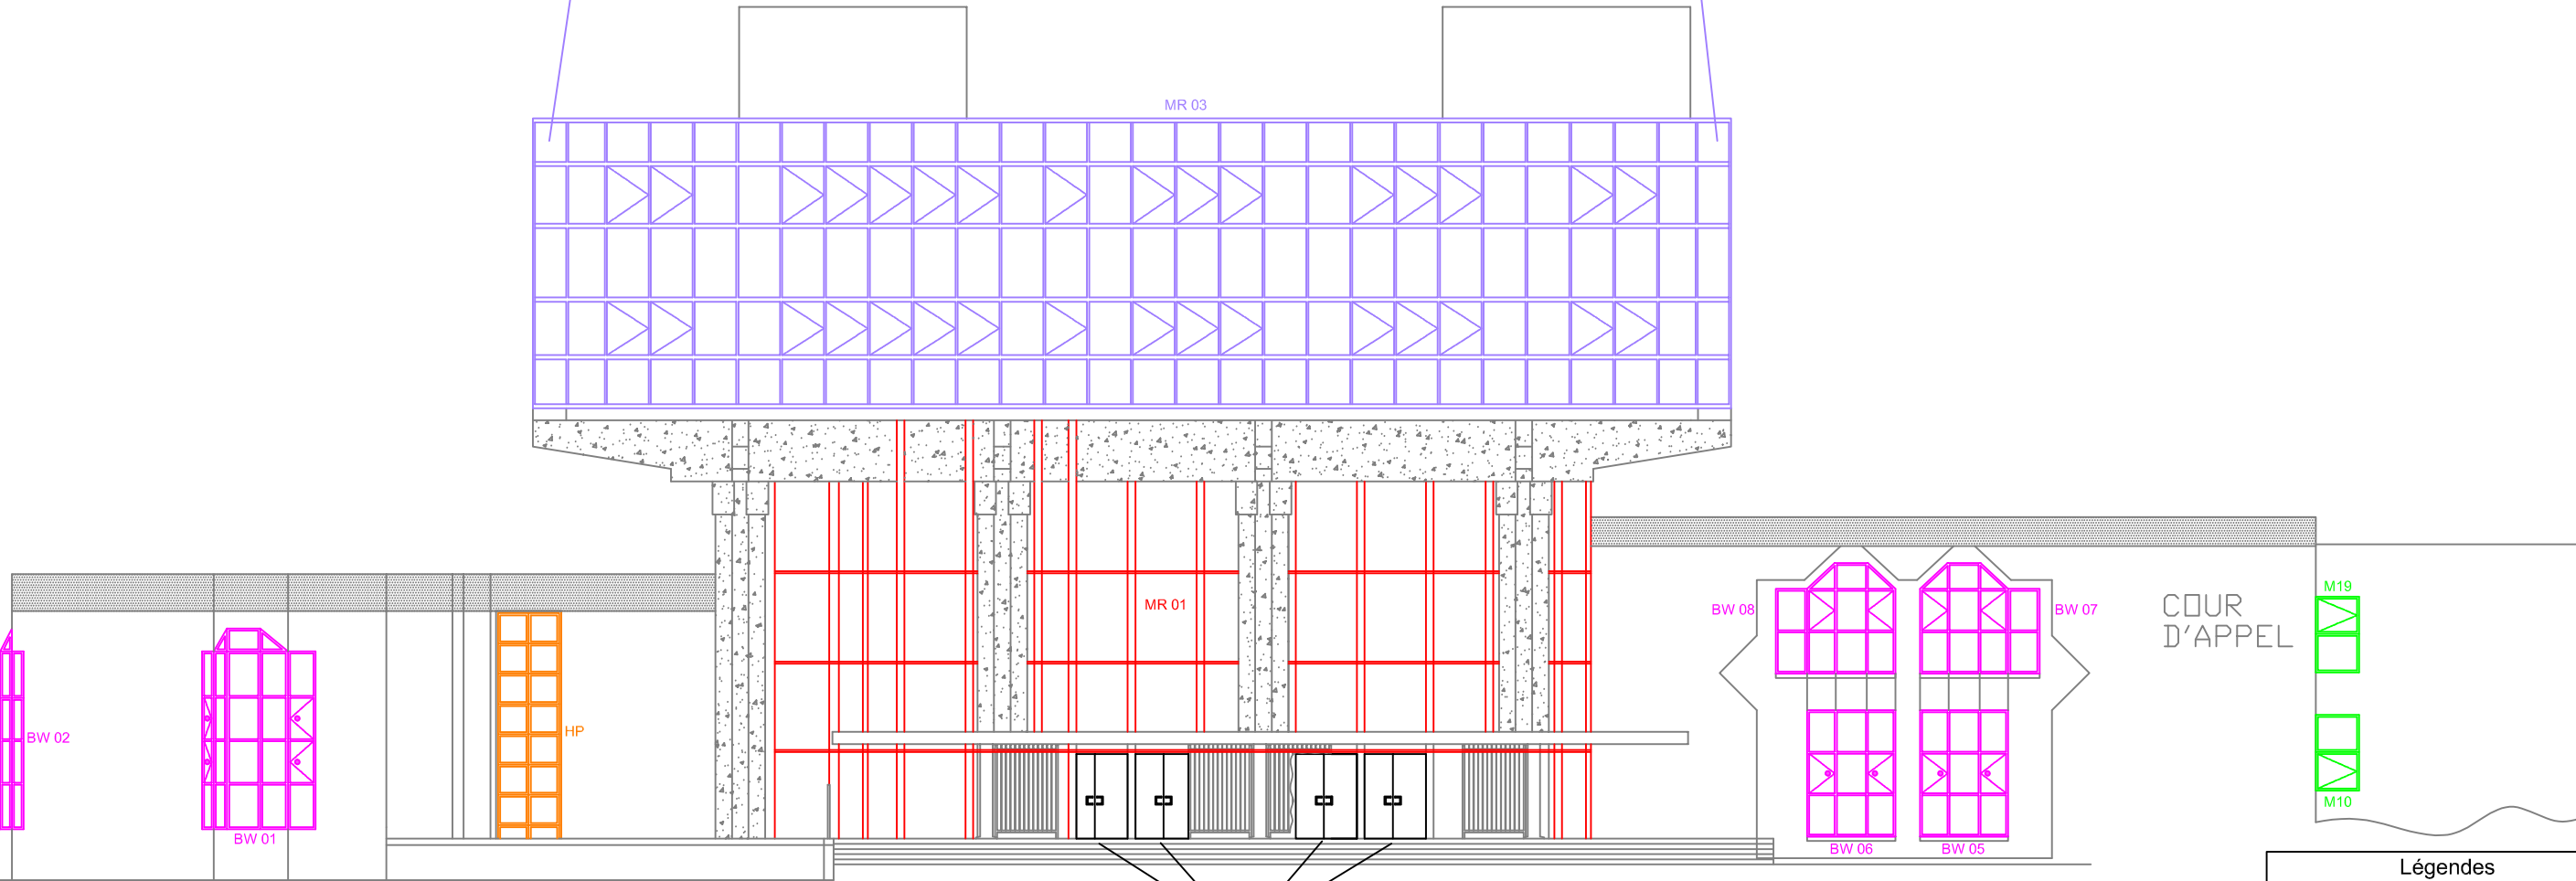 MR 03
M19
COUR
D'APPEL
MR 01
BW 08
BW 07
HP
BW 02
M10
BW 01
BW 06
BW 05
Légendes